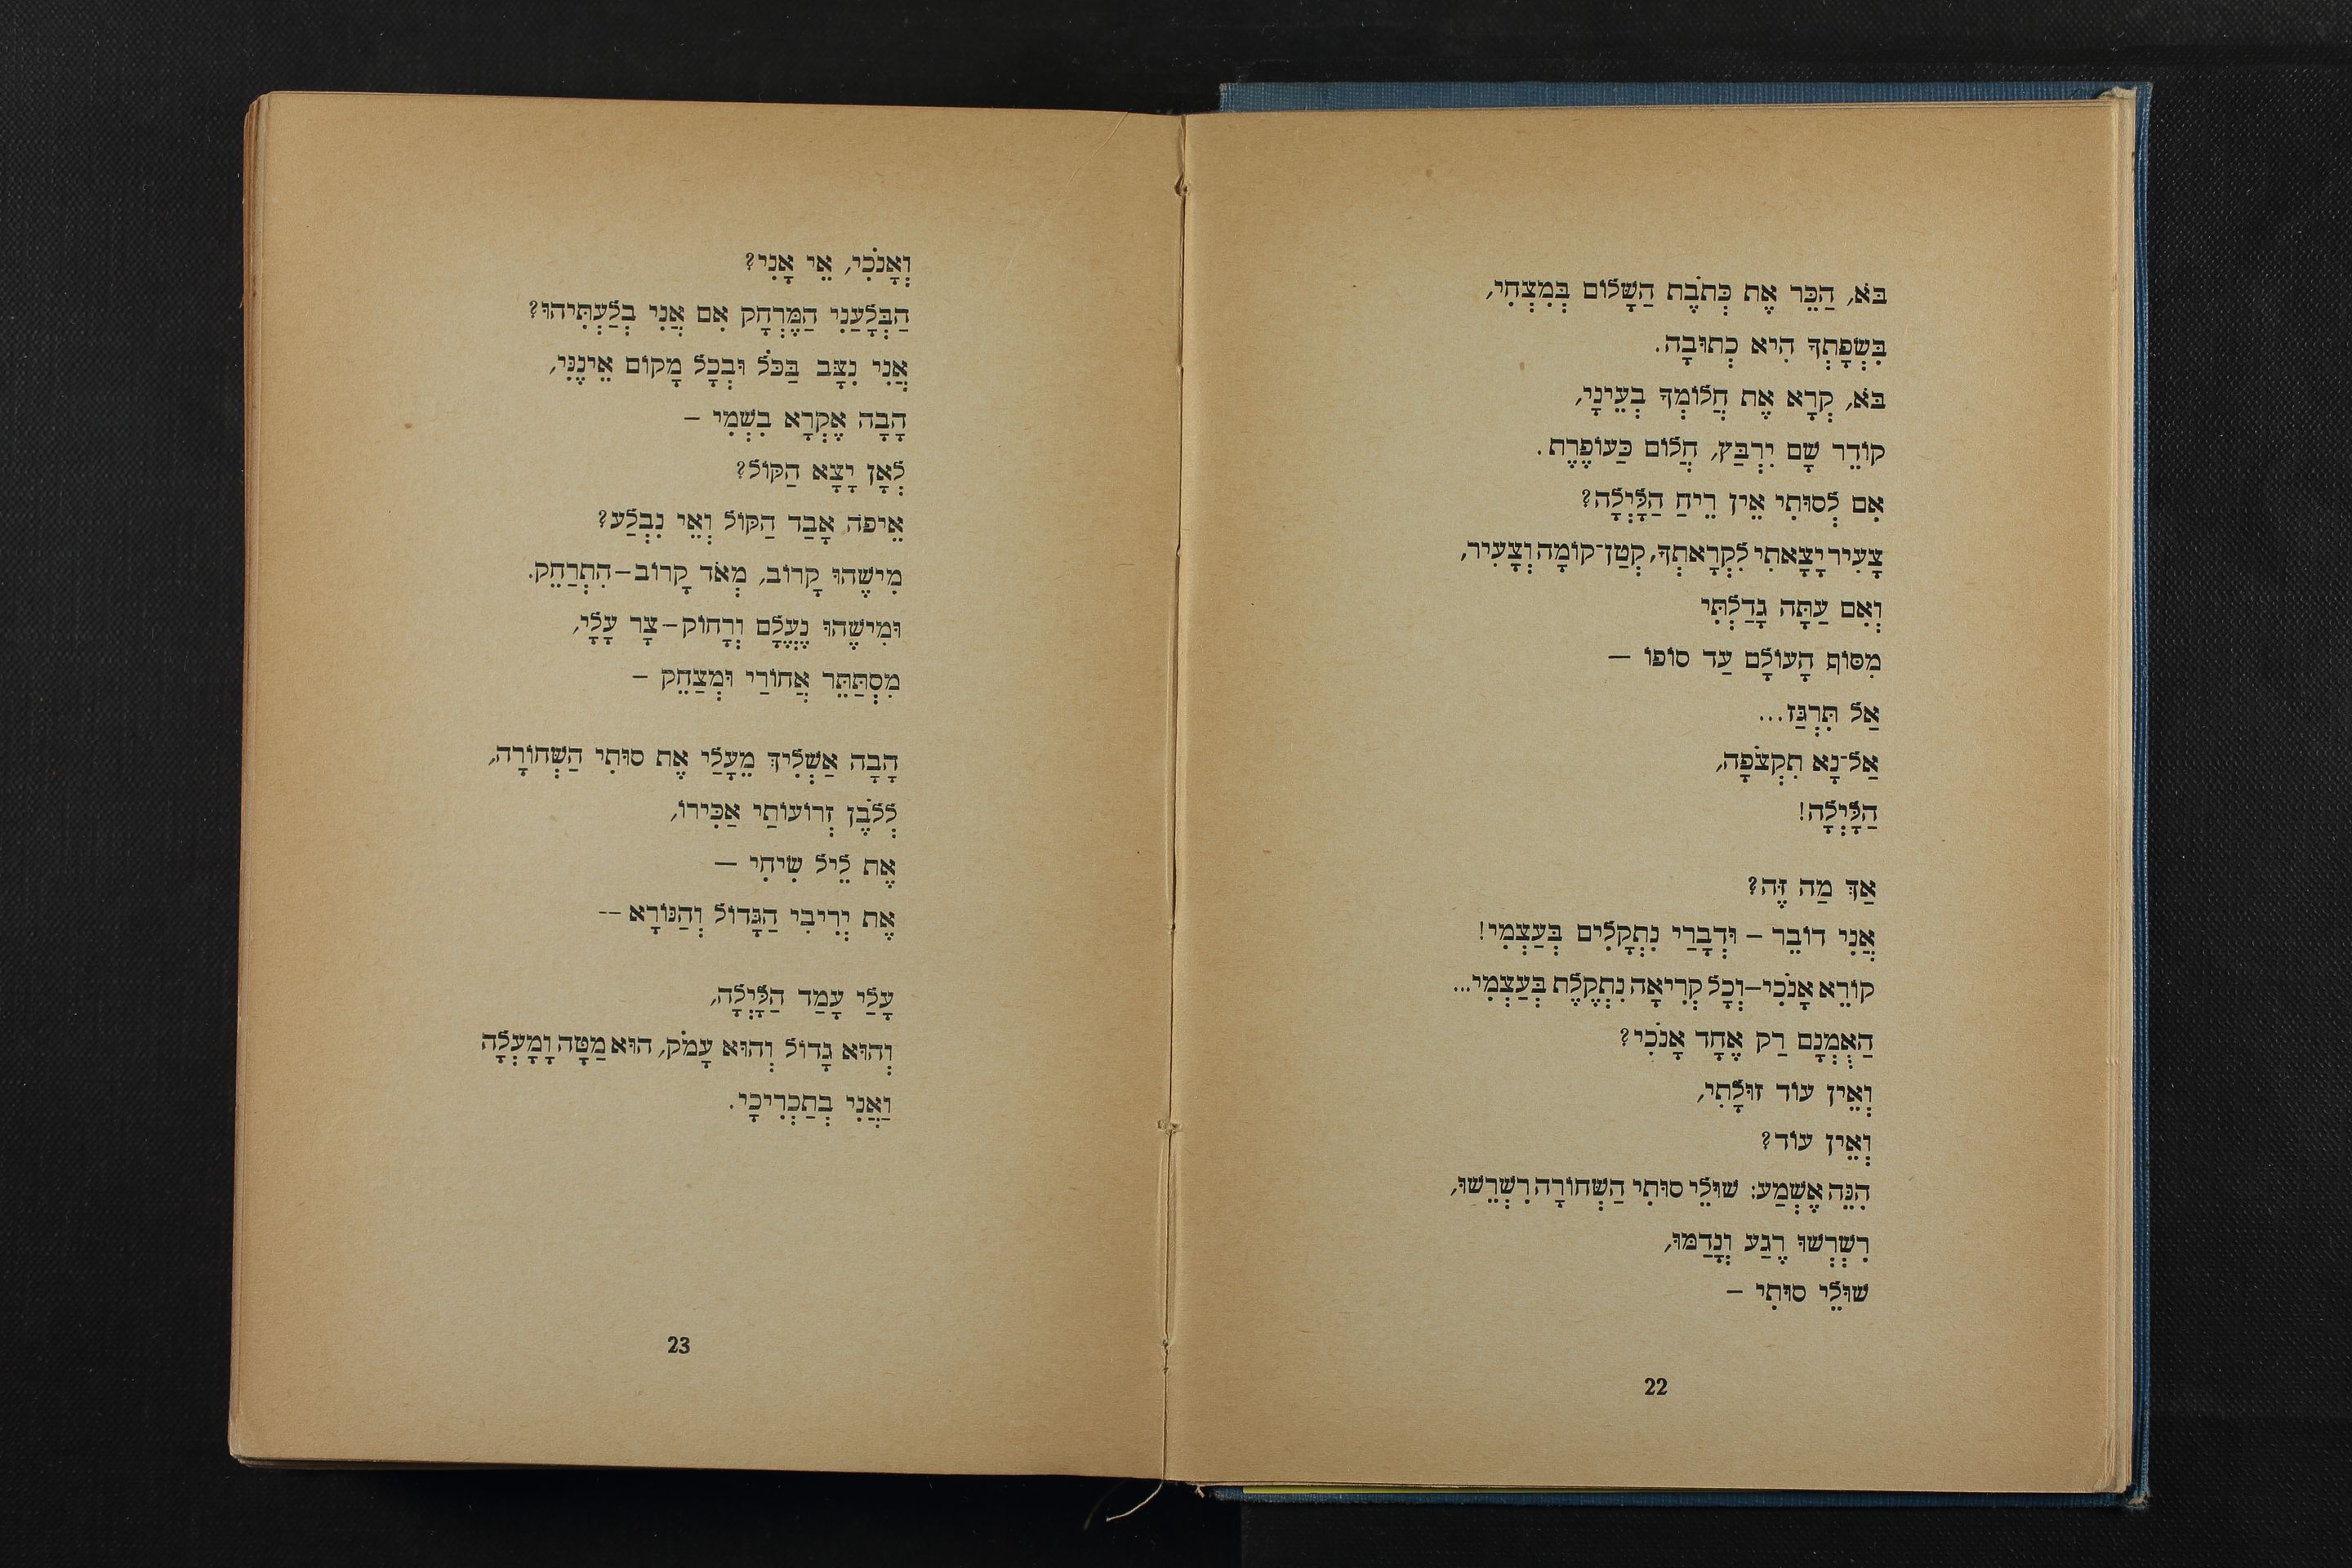 בֹּא, הַכֵּר אֶת כְּתֹבֶת הַשָּׁלוֹם בְּמִצְחִי,
בִּשְׂפָתְךָ הִיא כְתוּבָה.
בֹּא, קְרָא אֶת חֲלוֹמְךָ בְעֵינָי,
קוֹדֵר שָׁם יִרְבַּץ, חֲלוֹם כַּעוֹפֶרֶת.
אִם לְסוּתִי אֵין רֵיחַ הַלָּיְלָה?
צָעִיר יָצָאתִי לִקְרָאתְךָ, קְטַן־קוֹמָה וְצָעִיר,
וְאִם עַתָּה גָדַלְתִּי
מִסּוֹף הָעוֹלָם עַד סוֹפוֹ —
אַל תִּרְגַּז...
אַל־נָא תִקְצֹפָה,
הַלָּיְלָה!
אַךְ מַה זֶּה?
אֲנִי דוֹבֵר – וּדְבָרַי נִתְקָלִים בְּעַצְמִי!
קוֹרֵא אָנֹכִי–וְכָל קְרִיאָה נִתְקֶלֶת בְּעַצְמִי...
הַאְמְנָם רַק אֶחָד אָנֹכִי?
וְאֵין עוֹד זוּלָתִי,
וְאֵין עוֹד?
הִנֵּה אֶשְׁמַע: שׁוּלֵי סוּתִי הַשְּׁחוֹרָה רִשְׁרֵשׁוּ,
רִשְׁרְשׁוּ רֶגַע וְנָדַמּוּ,
שׁוּלֵי סוּתִי –
22
וְאָנֹכִי, אֵי אָנִי?
הַבְּלָעַנִי הַמֶּרְחָק אִם אֲנִי בְלַעְתִּיהוּ?
אֲנִי נִצָּב בַּכֹּל וּבְכָל מָקוֹם אֵינֶנִּי,
הָבָה אֶקְרָא בִשְׁמִי –
לְאָן יָצָא הַקּוֹל?
אֵיפֹה אָבַד הַקּוֹל וְאֵי נִבְלַע?
מִישֶׁהוּ קָרוֹב, מְאֹד קָרוֹב–הִתְרַחֵק.
וּמִישֶׁהוּ נֶעֱלָם וְרָחוֹק–צָר עָלָי,
מִסְתַּתֵּר אֲחוֹרַי וּמְצַחֵק –
הָבָה אַשְׁלִיךְ מֵעָלַי אֶת סוּתִי הַשְּׁחוֹרָה,
לְלֹבֶן זְרוֹעוֹתַי אַכִּירוֹ,
אֶת לֵיל שִׂיחִי —
אֶת יְרִיבִי הַגָּדוֹל וְהַנּוֹרָא --
עָלַי עָמַד הַלָּיְלָה,
וְהוּא גָדוֹל וְהוּא עָמֹק, הוּא מַטָּה וָמָעְלָה
וַאֲנִי בְּתַכְרִיכָי.
23